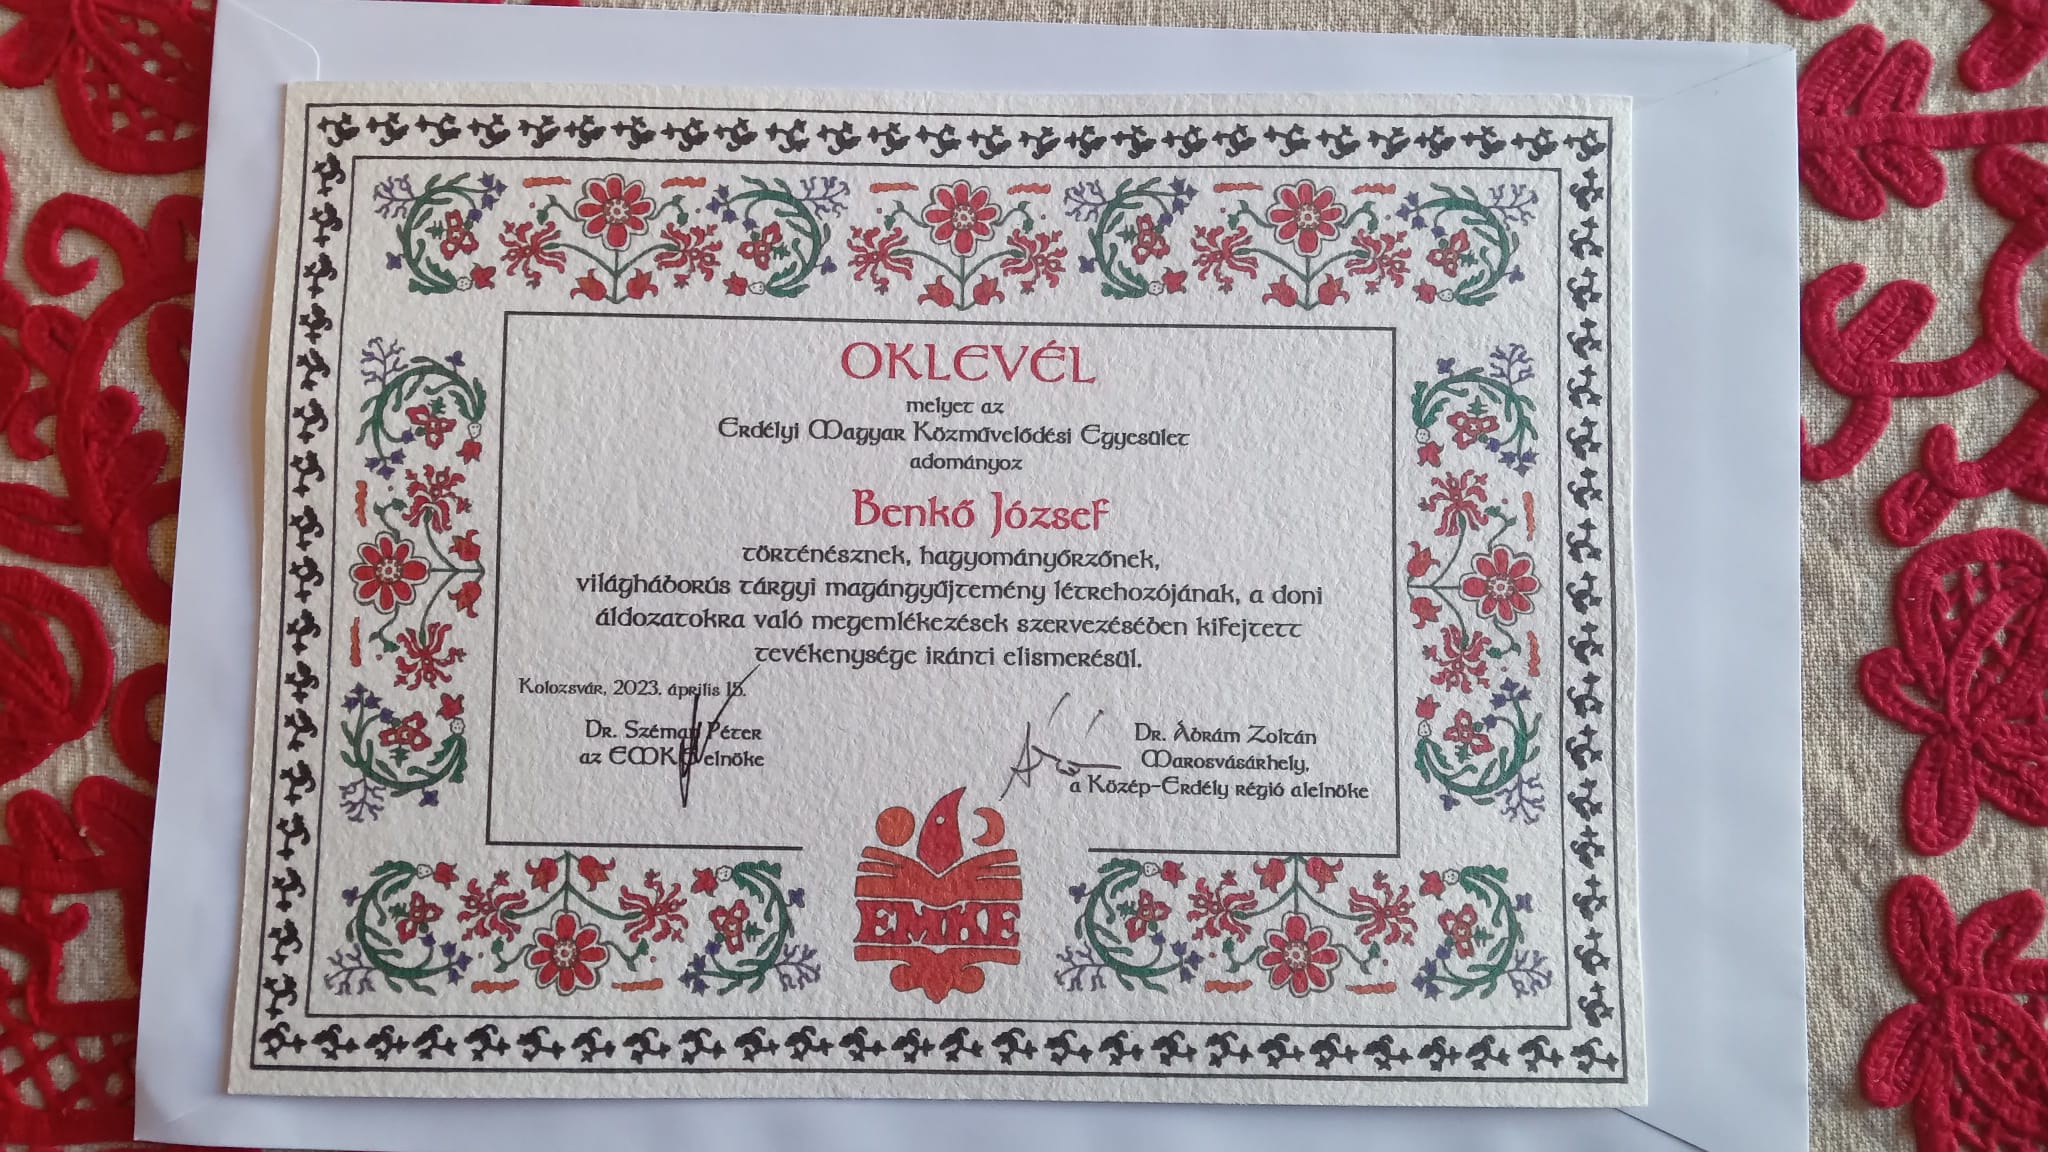 OKLEVÉL
melyet az
Erdélyi Magyar Közművelődési Egyesület
adományoz
Benkő József
történésznek, hagyományőrzőnek,
világháborús tárgyi magángyűjtemény létrehozójának, a doni
áldozatokra való megemlékezések szervezésében kifejtett
tevékenysége iránti elismerésül.
Kolozsvár, 2023. április 15.
Dr. Széman Péter
az EMKE elnöke
Dr. Ábrám Zoltán
Marosvásárhely,
a Közép-Erdély régió alelnöke
EMKE